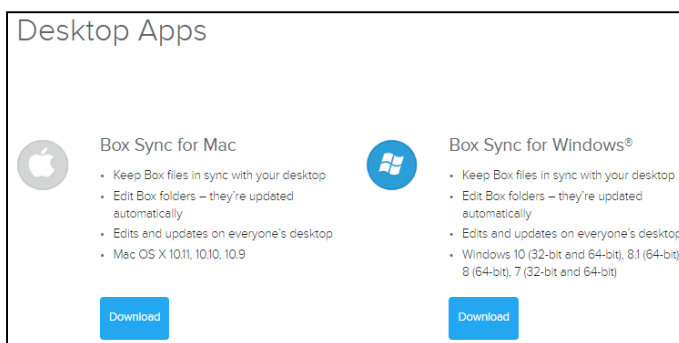 Desktop Apps
Box Sync for Mac
• Keep Box files in sync with your desktop
• Edit Box folders – they're updated
automatically
• Edits and updates on everyone's desktop
• Mac OS X 10.11, 10.10, 10.9
Download
Box Sync for Windows®
• Keep Box files in sync with your desktop
• Edit Box folders – they're updated
automatically
• Edits and updates on everyone's desktop
• Windows 10 (32-bit and 64-bit), 8.1 (64-bit)
8 (64-bit), 7 (32-bit and 64-bit)
Download